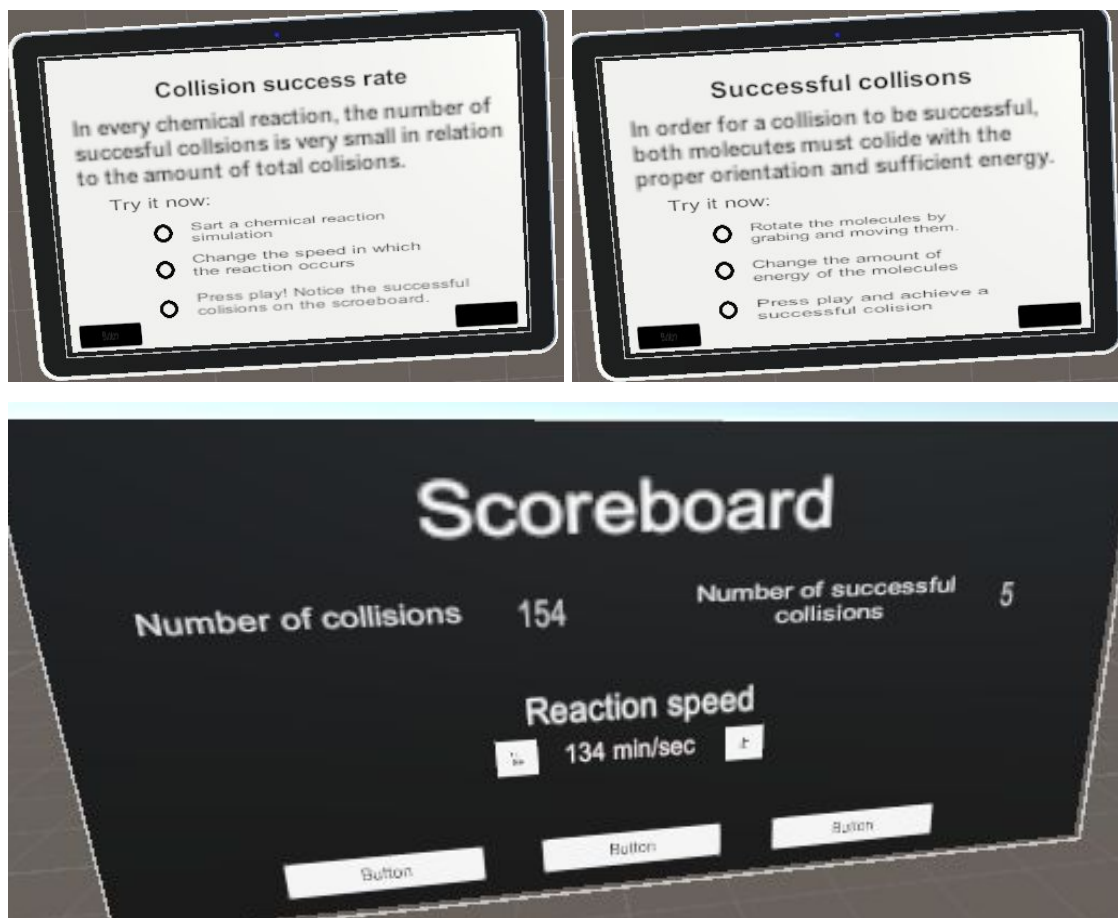 Collision success rate
In every chemical reaction, the number of
succesful collsions is very small in relation
to the amount of total colisions.
Try it now:
Sart a chemical reaction
simulation
Change the speed in which
the reaction occurs
Press play! Notice the successful
colisions on the scroeboard.
Successful collisons
In order for a collision to be successful,
both molecutes must colide with the
proper orientation and sufficient energy.
Try it now:
Rotate the molecules by
grabing and moving them.
Change the amount of
energy of the molecules
Press play and achieve a
successful colision
Scoreboard
Number of collisions 154
Number of successful
collisions
5
Reaction speed
134 min/sec
Button
Button
Button